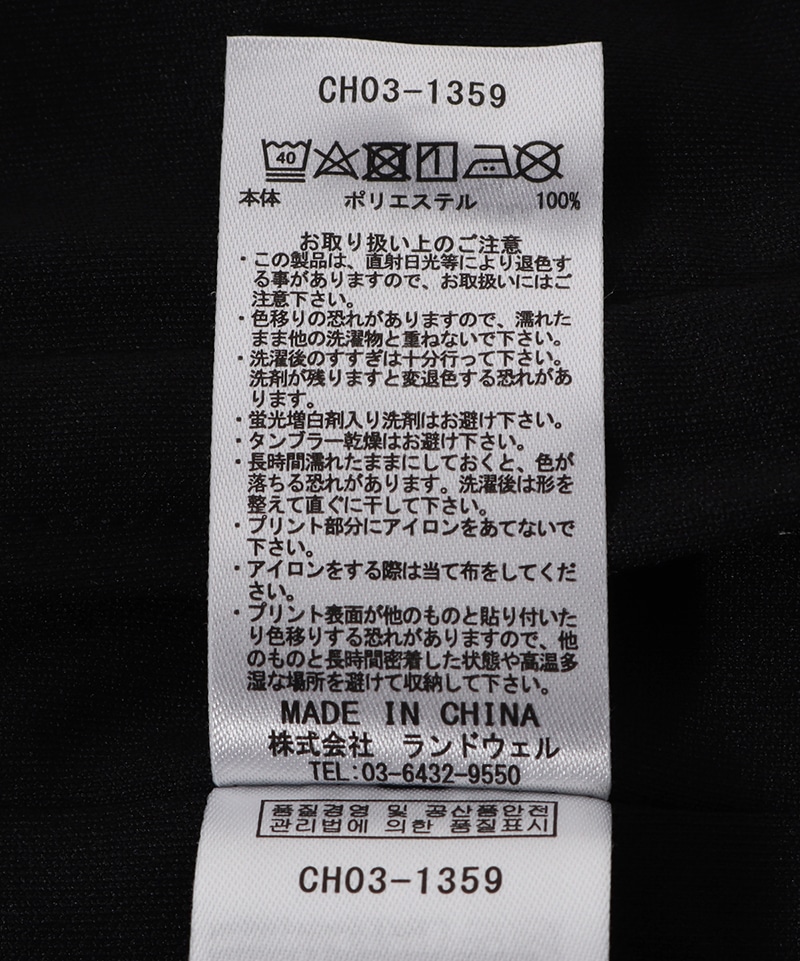 CH03-1359
40
本体 ポリエステル 100%
お取り扱い上のご注意
・この製品は、直射日光等により退色す
る事がありますので、お取扱いにはご
注意下さい。
・色移りの恐れがありますので、濡れた
まま他の洗濯物と重ねないで下さい。
・洗濯後のすすぎは十分行って下さい。
洗剤が残りますと変退色する恐れがあ
ります。
・蛍光増白剤入り洗剤はお避け下さい。
・タンブラー乾燥はお避け下さい。
・長時間濡れたままにしておくと、色が
落ちる恐れがあります。洗濯後は形を
整えて直ぐに干して下さい。
・プリント部分にアイロンをあてないで
下さい。
・アイロンをする際は当て布をしてくだ
さい。
・プリント表面が他のものと貼り付いた
り色移りする恐れがありますので、他
のものと長時間密着した状態や高温多
湿な場所を避けて収納して下さい。
MADE IN CHINA
株式会社 ランドウェル
TEL:03-6432-9550
품질경영 및 공산품안전
관리법에 의한 품질표시
CH03-1359